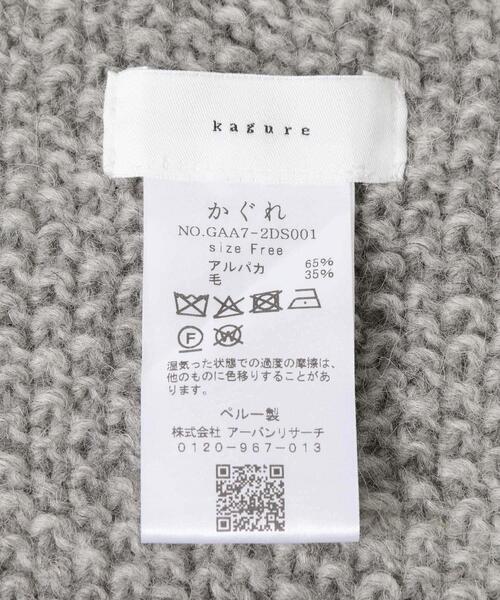 kagure
かぐれ
NO.GAA7-2DS001
size Free
アルパカ 65%
毛 35%
F
W
湿気った状態での過度の摩擦は、
他のものに色移りすることがあ
ります。
ペルー製
株式会社 アーバンリサーチ
0120-967-013